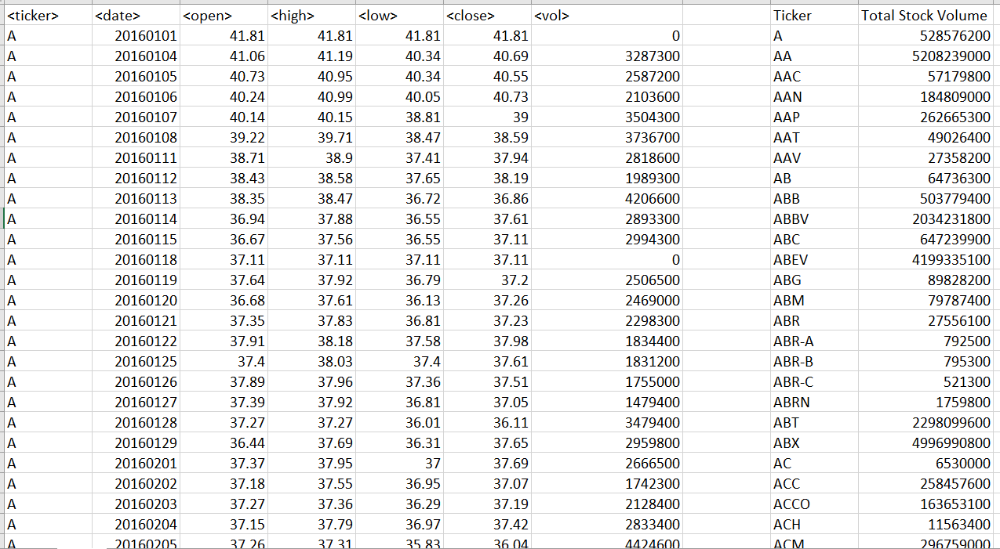 <ticker> <date> <open> <high> <low> <close> <vol> Ticker Total Stock Volume
A 20160101 41.81 41.81 41.81 41.81 0 A 528576200
A 20160104 41.06 41.19 40.34 40.69 3287300 AA 5208239000
A 20160105 40.73 40.95 40.34 40.55 2587200 AAC 57179800
A 20160106 40.24 40.99 40.05 40.73 2103600 AAN 184809000
A 20160107 40.14 40.15 38.81 39 3504300 AAP 262665300
A 20160108 39.22 39.71 38.47 38.59 3736700 AAT 49026400
A 20160111 38.71 38.9 37.41 37.94 2818600 AAV 27358200
A 20160112 38.43 38.58 37.65 38.19 1989300 AB 64736300
A 20160113 38.35 38.47 36.72 36.86 4206600 ABB 503779400
A 20160114 36.94 37.88 36.55 37.61 2893300 ABBV 2034231800
A 20160115 36.67 37.56 36.55 37.11 2994300 ABC 647239900
A 20160118 37.11 37.11 37.11 37.11 0 ABEV 4199335100
A 20160119 37.64 37.92 36.79 37.2 2506500 ABG 89828200
A 20160120 36.68 37.61 36.13 37.26 2469000 ABM 79787400
A 20160121 37.35 37.83 36.81 37.23 2298300 ABR 27556100
A 20160122 37.91 38.18 37.58 37.98 1834400 ABR-A 792500
A 20160125 37.4 38.03 37.4 37.61 1831200 ABR-B 795300
A 20160126 37.89 37.96 37.36 37.51 1755000 ABR-C 521300
A 20160127 37.39 37.92 36.81 37.05 1479400 ABRN 1759800
A 20160128 37.27 37.27 36.01 36.11 3479400 ABT 2298099600
A 20160129 36.44 37.69 36.31 37.65 2959800 ABX 4996990800
A 20160201 37.37 37.95 37 37.69 2666500 AC 6530000
A 20160202 37.18 37.55 36.95 37.07 1742300 ACC 258457600
A 20160203 37.27 37.36 36.29 37.19 2128400 ACCO 163653100
A 20160204 37.15 37.79 36.97 37.42 2833400 ACH 11563400
A 20160205 37.26 37.31 35.83 36.04 4424600 ACM 296759000